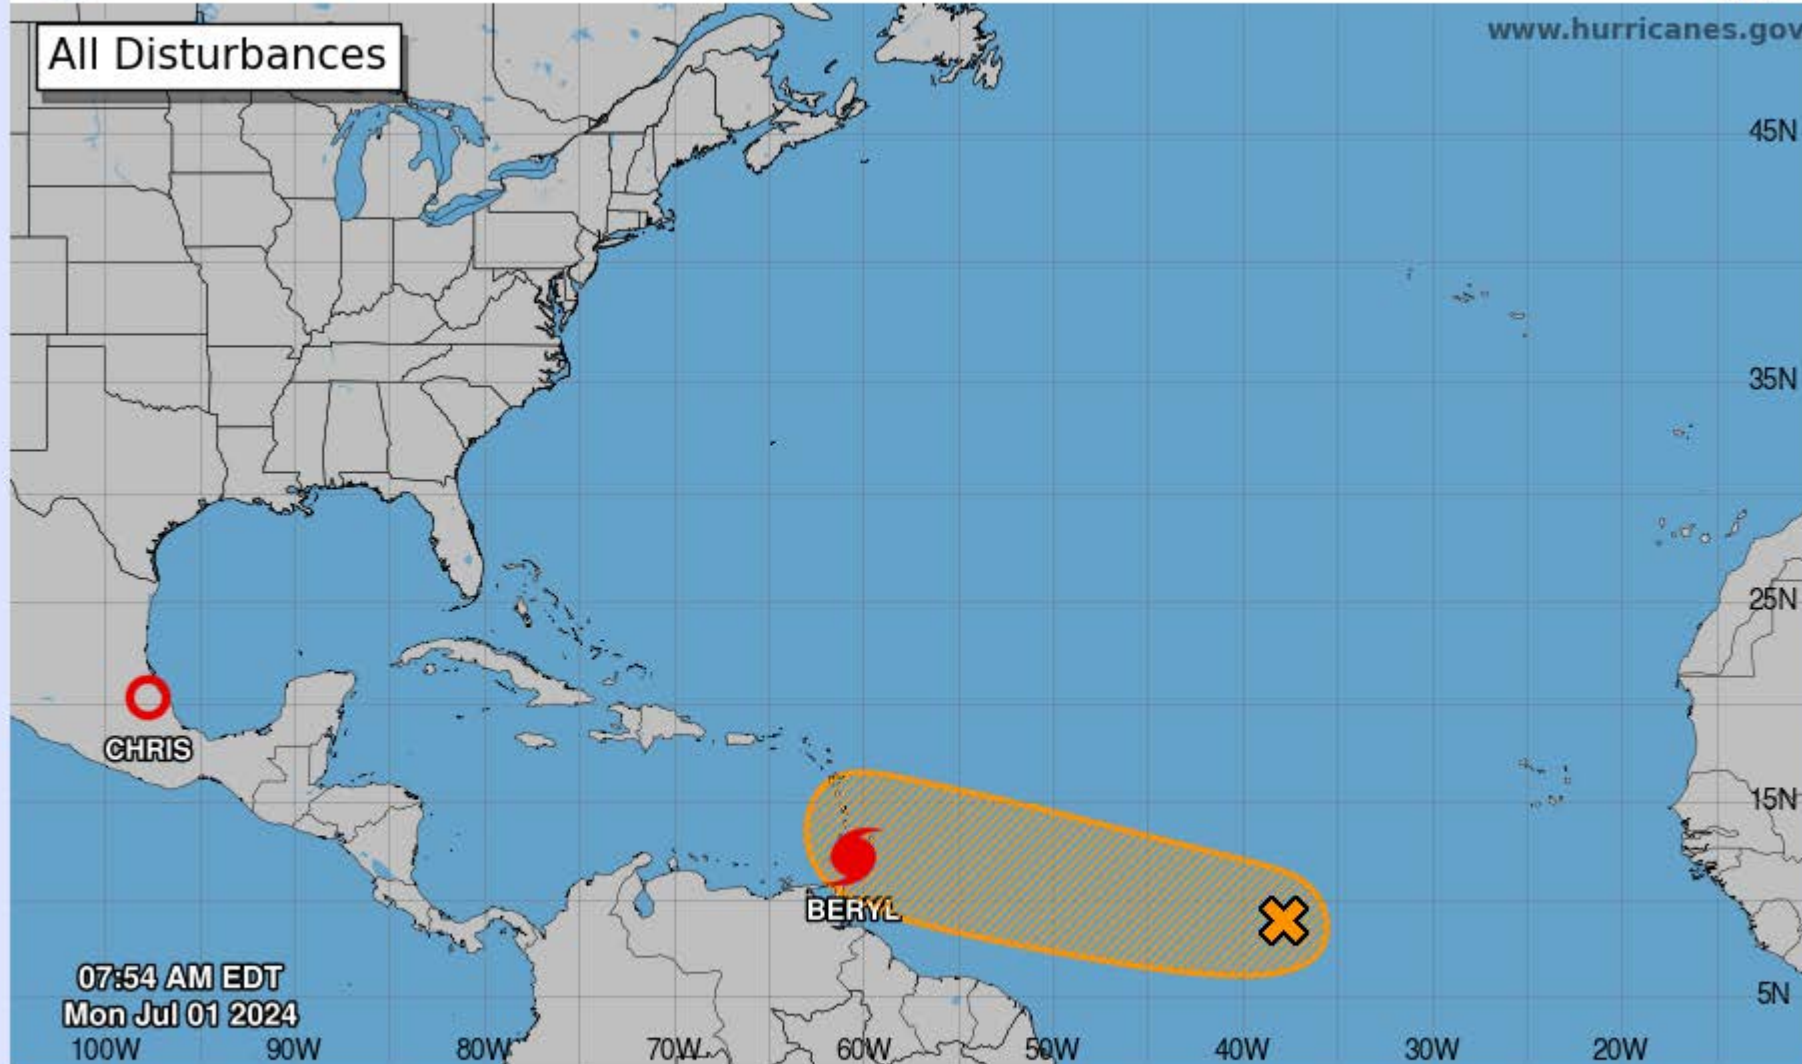 All Disturbances
www.hurricanes.gov
45N
35N
25N
CHRIS
15N
BERYL
07:54 AM EDT
5N
Mon Jul 01 2024
100W 90W 80W 70W 60W 50W 40W 30W 20W